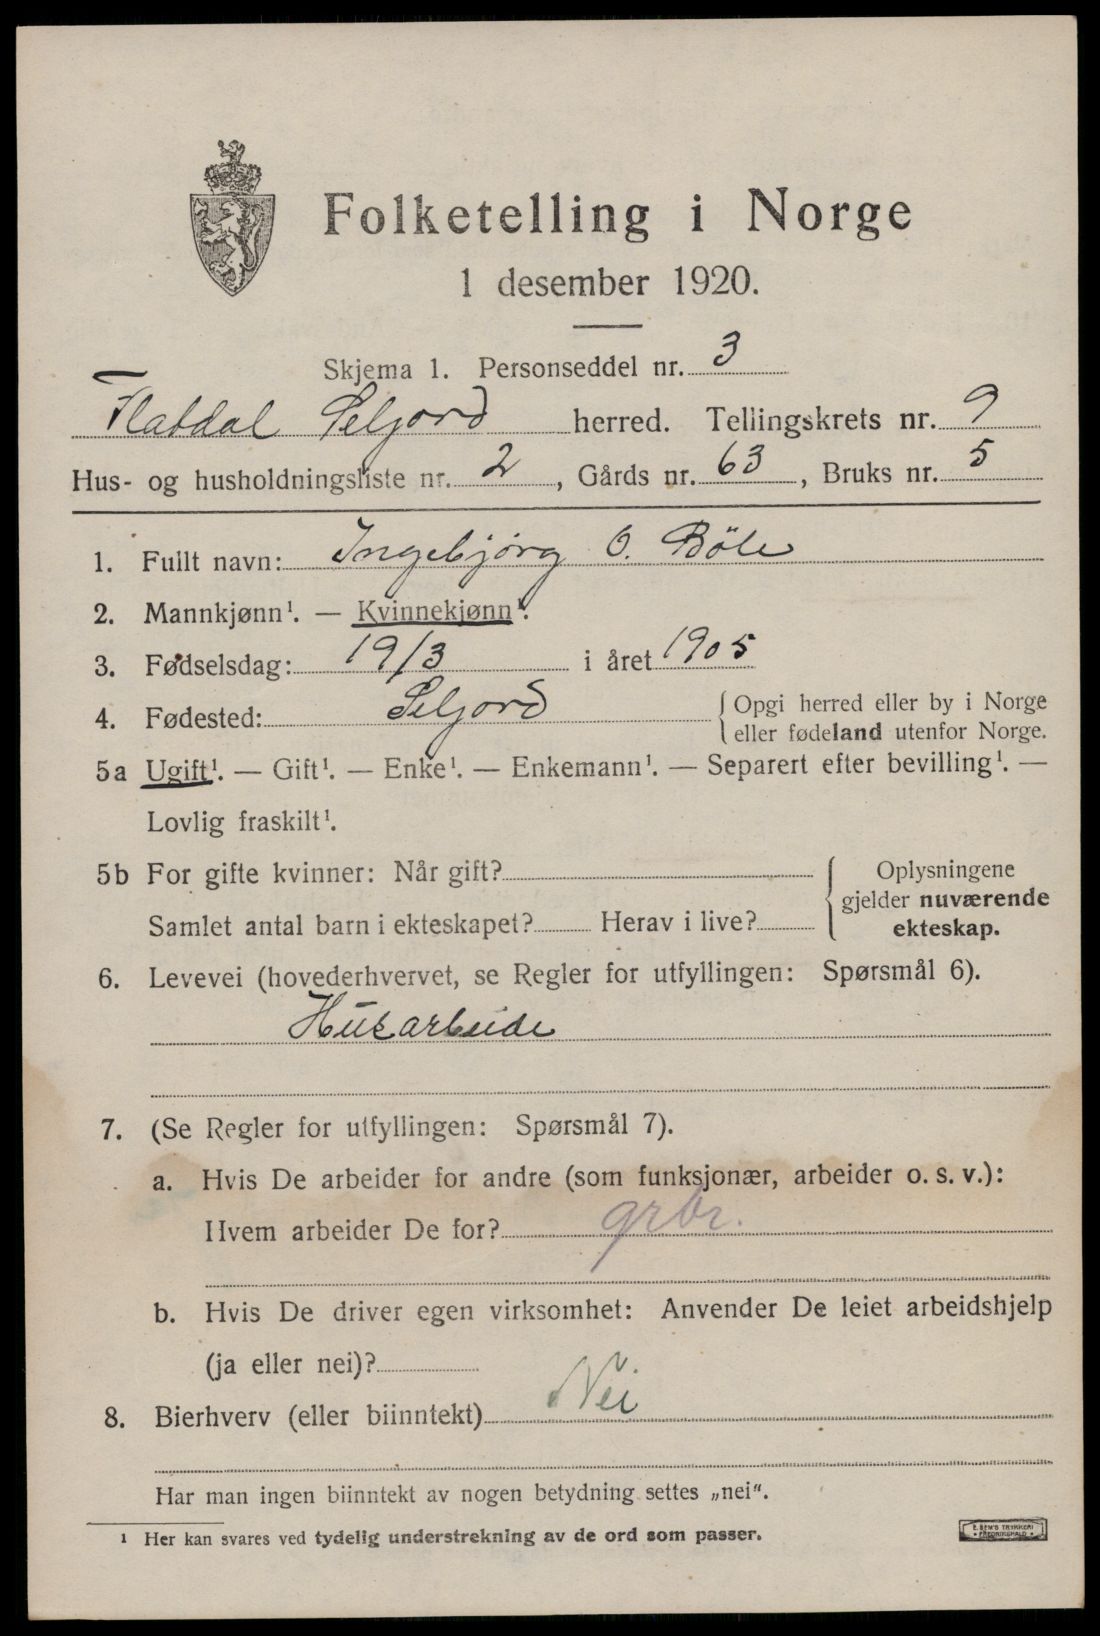 Folketelling i Norge
1 desember 1920.
Skjema 1. Personseddel nr. 3
Flatdal Seljord herred. Tellingskrets nr. 9
Hus- og husholdningsliste nr. 2, Gårds nr. 63, Bruks nr. 5
1. Fullt navn: Ingebjørg O. Böle
2. Mannkjønn¹. — Kvinnekjønn¹.
3. Fødselsdag: 19/3 i året 1905
4. Fødested: Seljord { Opgi herred eller by i Norge
eller fødeland utenfor Norge.
5a Ugift¹. — Gift¹. — Enke¹. — Enkemann¹. — Separert efter bevilling¹. —
Lovlig fraskilt¹.
5b For gifte kvinner: Når gift? { Oplysningene
gjelder nuværende
Samlet antal barn i ekteskapet? Herav i live? ekteskap.
6. Levevei (hovederhvervet, se Regler for utfyllingen: Spørsmål 6).
Husarbeide
7. (Se Regler for utfyllingen: Spørsmål 7).
a. Hvis De arbeider for andre (som funksjonær, arbeider o. s. v.):
Hvem arbeider De for? grbr.
b. Hvis De driver egen virksomhet: Anvender De leiet arbeidshjelp
(ja eller nei)?
8. Bierhverv (eller biinntekt) Nei
Har man ingen biinntekt av nogen betydning settes „nei".
¹ Her kan svares ved tydelig understrekning av de ord som passer.
E. SEM'S TRYKKERI
FREDRIKSHALD